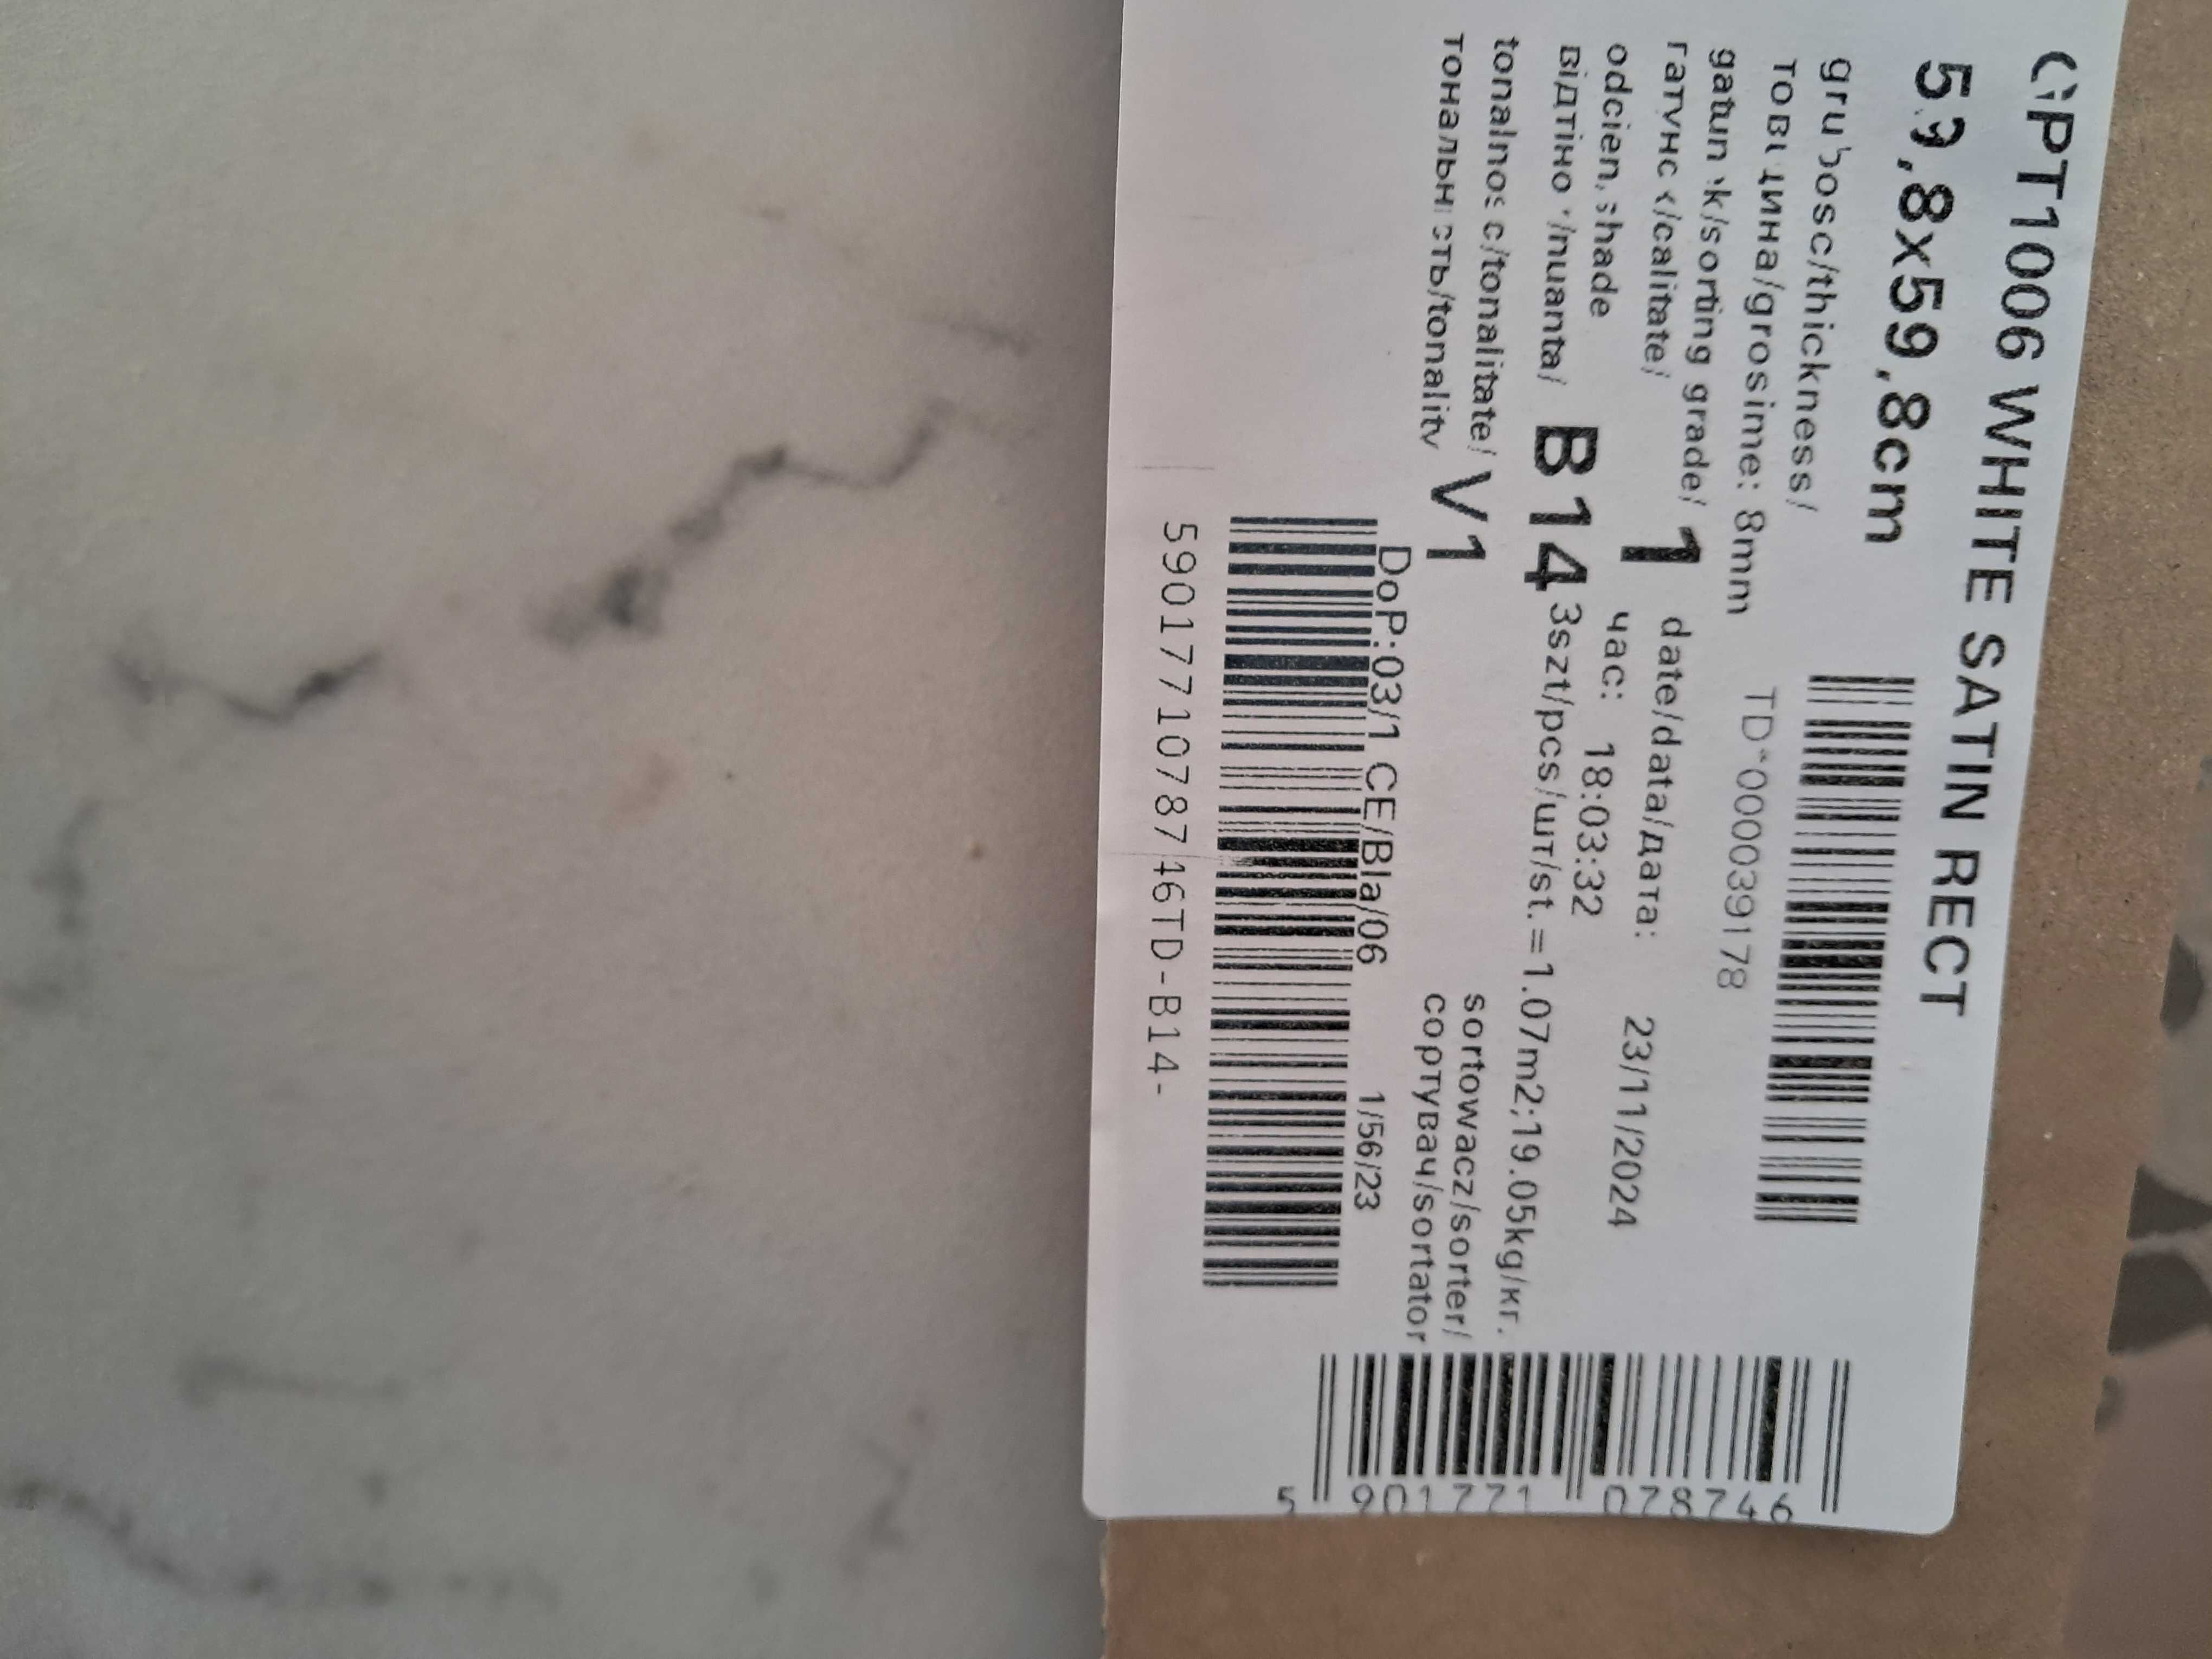 GPT1006 WHITE SATIN RECT
59,8x59,8cm
grubosc/thickness/
товщина/grosime: 8mm
TD*000039178
gatunek/sorting grade/
гатунок/calitate/
1
date/data/дата: 23/11/2024
odcien/shade
відтінок/nuanta/
B14
час: 18:03:32
3szt/pcs/шт/st.=1.07m2;19.05kg/кг.
tonalnosc/tonalitate/
тональність/tonality
V1
sortowacz/sorter/
сортувач/sortator
DoP:03/1 CE/Bla/06
1/56/23
5901771078746TD-B14-
5 901771 078746